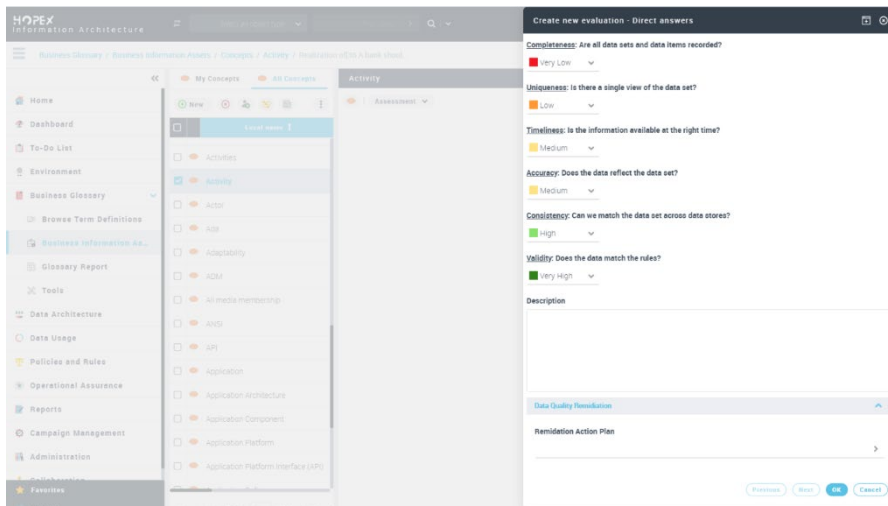 HOPEX
Information Architecture
Create new evaluation - Direct answers
Business Glossary / Business Information Assets / Concepts / Activity /
My Concepts
All Concepts
Activity
New
Assessment
Local name
Home
Dashboard
To-Do List
Environment
Business Glossary
Browse Term Definitions
Business Information As...
Glossary Report
Tools
Data Architecture
Data Usage
Policies and Rules
Operational Assurance
Reports
Campaign Management
Administration
Collaboration
Favorites
Activities
Activity
Actor
Ada
Adaptability
ADM
All media membership
ANSI
API
Application
Application Architecture
Application Component
Application Platform
Application Platform Interface (API)
Completeness: Are all data sets and data items recorded?
Very Low
Uniqueness: Is there a single view of the data set?
Low
Timeliness: Is the information available at the right time?
Medium
Accuracy: Does the data reflect the data set?
Medium
Consistency: Can we match the data set across data stores?
High
Validity: Does the data match the rules?
Very High
Description
Data Quality Remidiation
Remidation Action Plan
Previous
Next
OK
Cancel